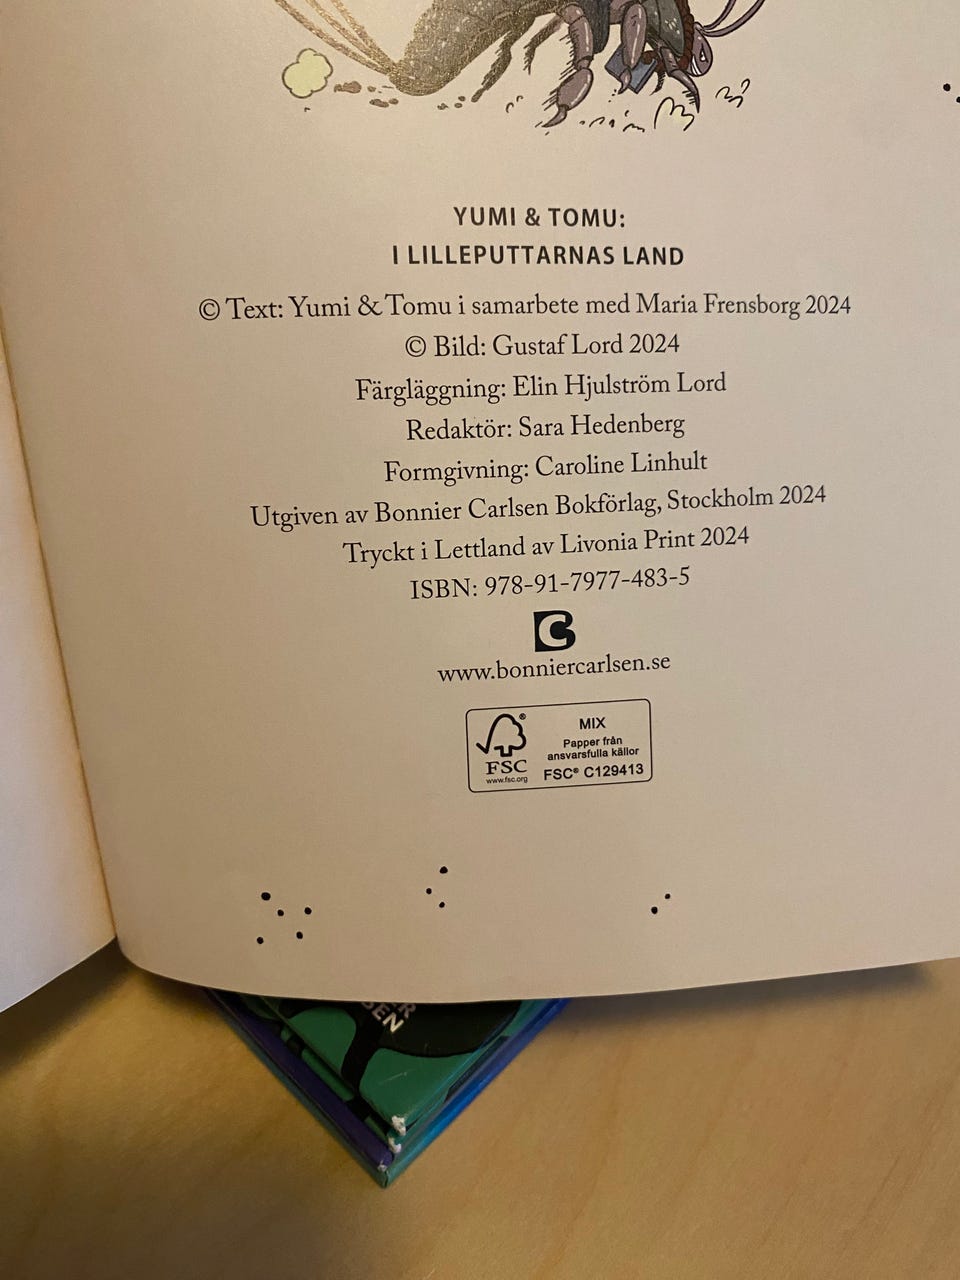 YUMI & TOMU:
I LILLEPUTTARNAS LAND
© Text: Yumi & Tomu i samarbete med Maria Frensborg 2024
© Bild: Gustaf Lord 2024
Färgläggning: Elin Hjulström Lord
Redaktör: Sara Hedenberg
Formgivning: Caroline Linhult
Utgiven av Bonnier Carlsen Bokförlag, Stockholm 2024
Tryckt i Lettland av Livonia Print 2024
ISBN: 978-91-7977-483-5
BC
www.bonniercarlsen.se
®
FSC
www.fsc.org
MIX
Papper från
ansvarsfulla källor
FSC® C129413